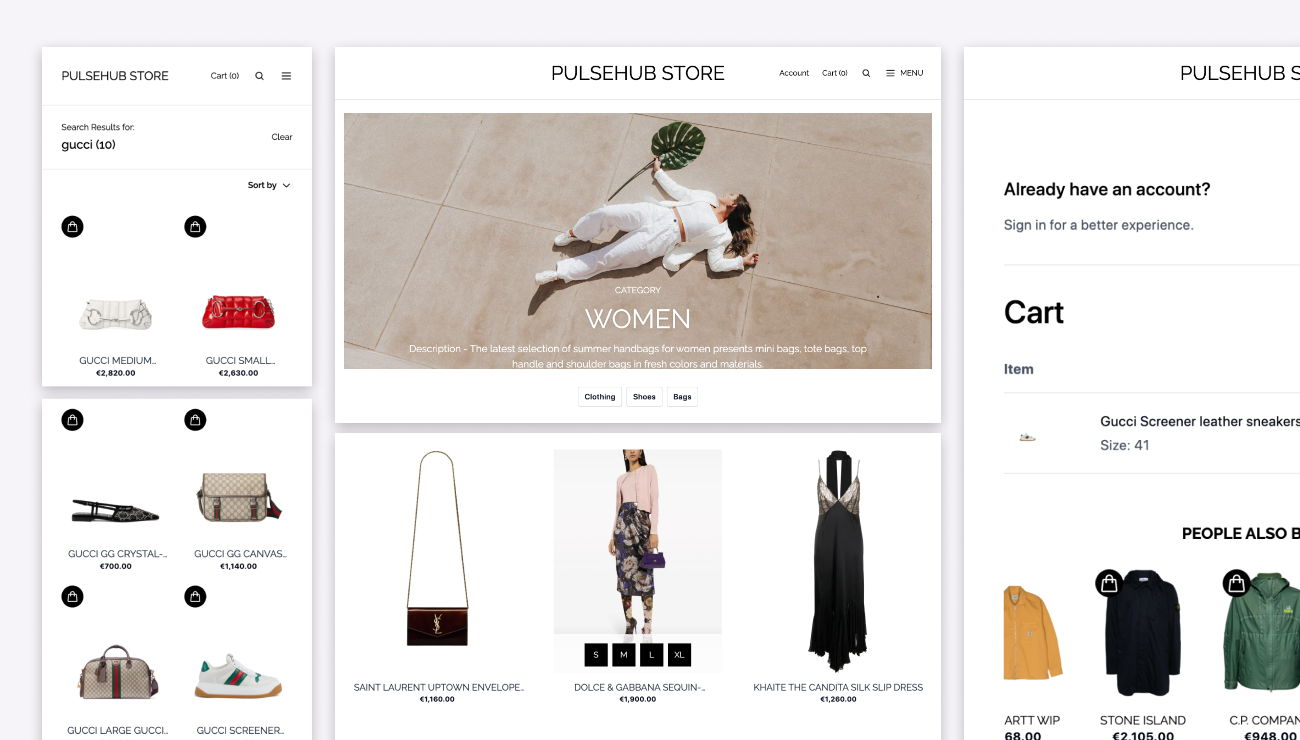 PULSEHUB STORE
Cart (0)
Search Results for:
gucci (10)
Clear
Sort by
GUCCI MEDIUM...
€2,820.00
GUCCI SMALL...
€2,630.00
GUCCI GG CRYSTAL-...
€700.00
GUCCI GG CANVAS...
€1,140.00
GUCCI LARGE GUCCI...
GUCCI SCREENER...
PULSEHUB STORE
Account
Cart (0)
MENU
CATEGORY
WOMEN
Description - The latest selection of summer handbags for women presents mini bags, tote bags, top
handle and shoulder bags in fresh colors and materials.
Clothing
Shoes
Bags
YSL
S
M
L
XL
SAINT LAURENT UPTOWN ENVELOPE...
€1,160.00
DOLCE & GABBANA SEQUIN-...
€1,900.00
KHAITE THE CANDITA SILK SLIP DRESS
€1,260.00
PULSEHUB S
Already have an account?
Sign in for a better experience.
Cart
Item
Gucci Screener leather sneakers
Size: 41
PEOPLE ALSO B
ARTT WIP
68.00
STONE ISLAND
€2,105.00
C.P. COMPAN
€948.00